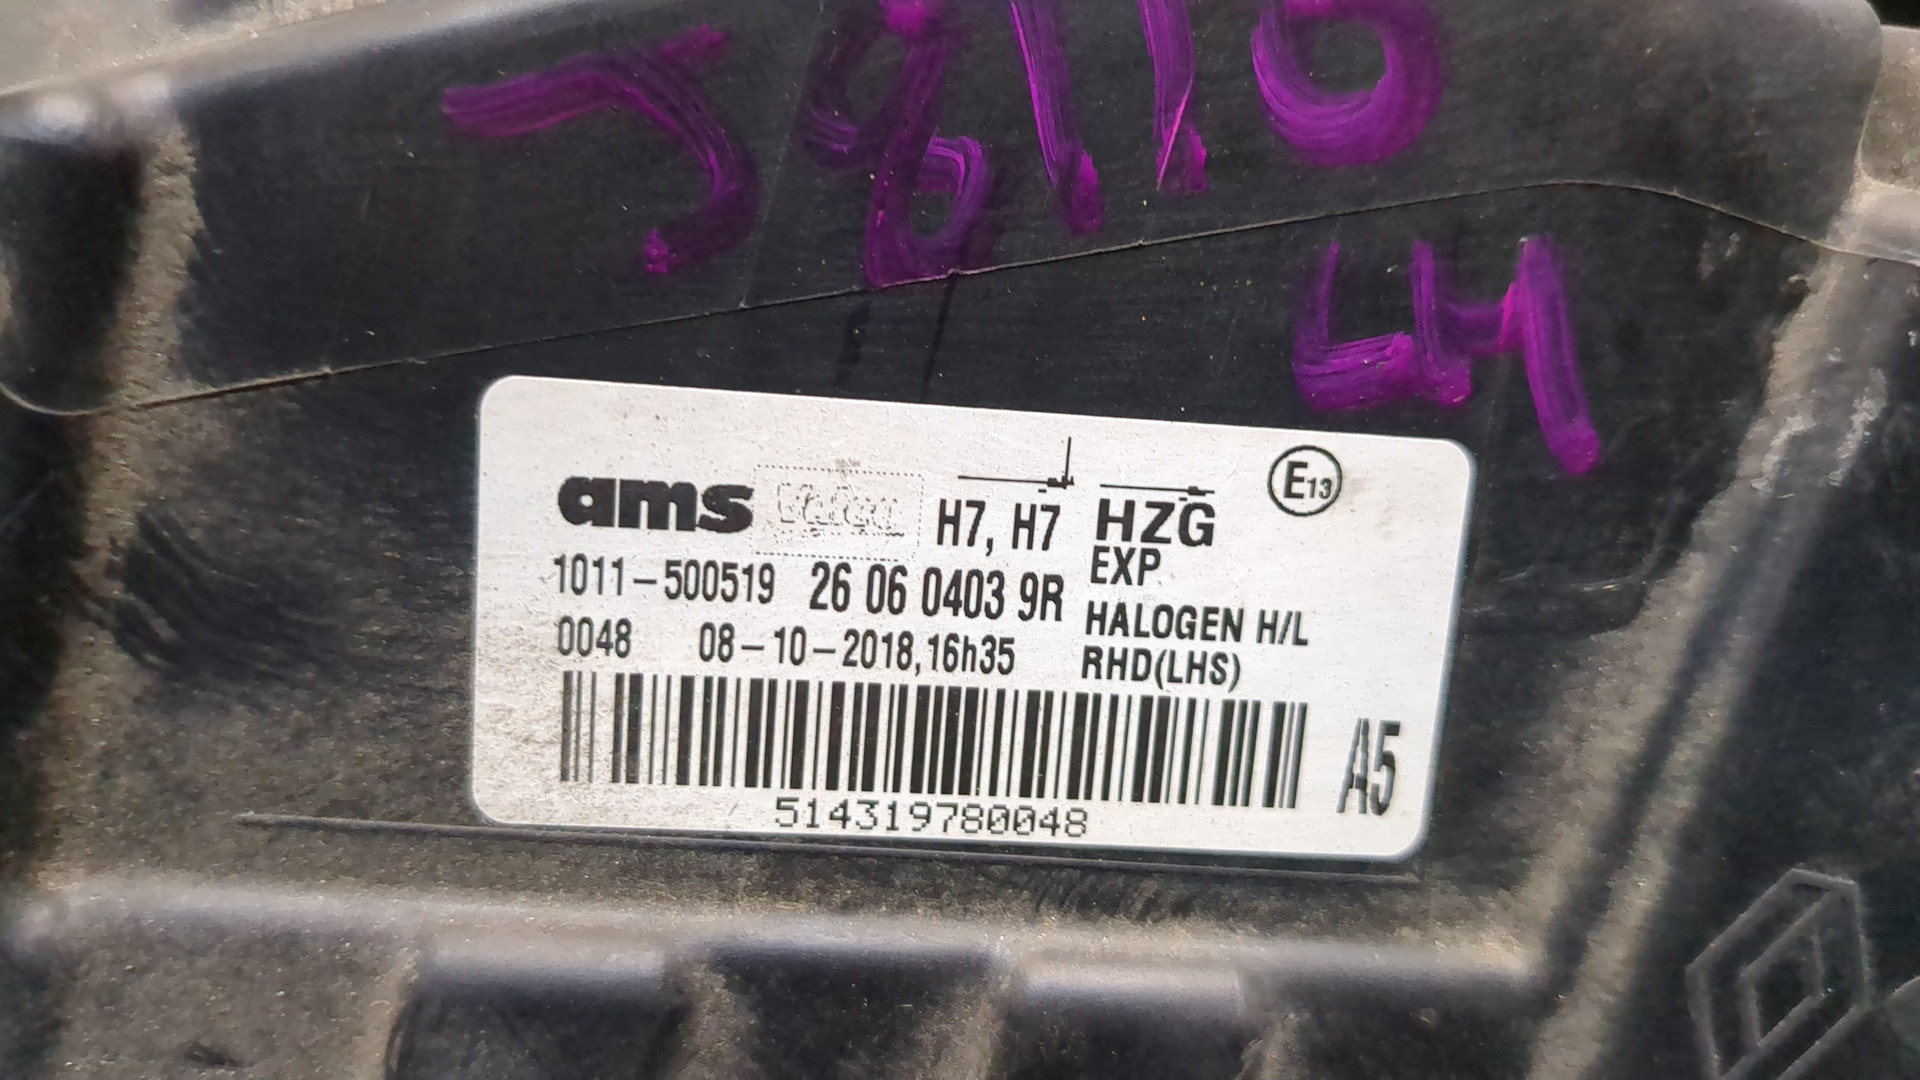 LH
ams H7, H7 HZG E13
EXP
1011-500519 26 06 0403 9R
HALOGEN H/L
0048 08-10-2018, 16h35
RHD(LHS)
A5
514319780048